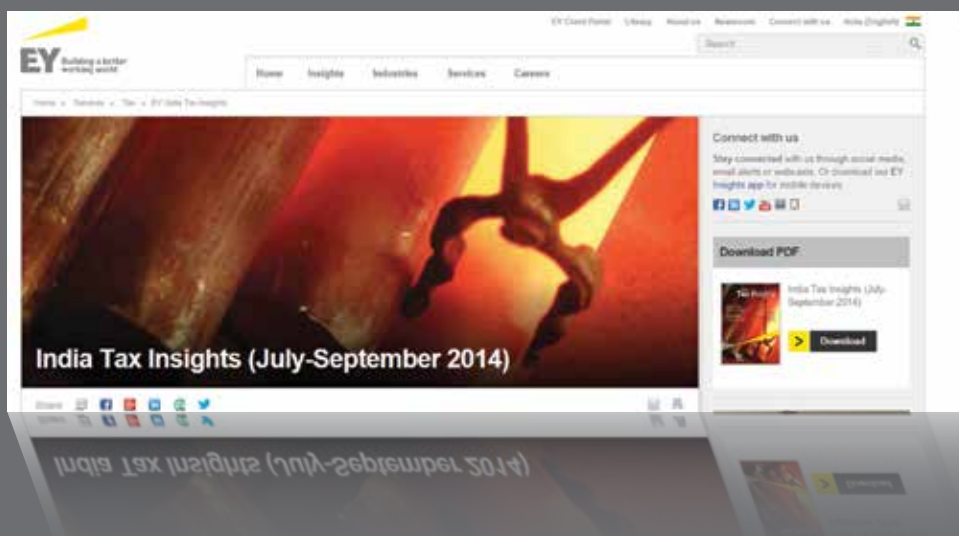 EY Client Portal Library About us Newsroom Connect with us India (English)
Search
EY Building a better
working world
Home Insights Industries Services Careers
Home > Services > Tax > EY India Tax Insights
Connect with us
Stay connected with us through social media,
email alerts or webcasts. Or download our EY
Insights app for mobile devices
Download PDF
India Tax Insights (July-
September 2014)
Download
India Tax Insights (July-September 2014)
Share